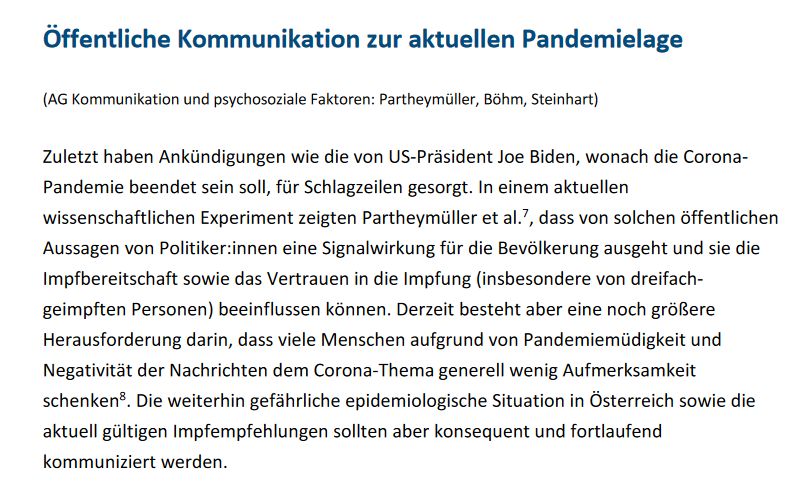 Öffentliche Kommunikation zur aktuellen Pandemielage
(AG Kommunikation und psychosoziale Faktoren: Partheymüller, Böhm, Steinhart)
Zuletzt haben Ankündigungen wie die von US-Präsident Joe Biden, wonach die Corona-
Pandemie beendet sein soll, für Schlagzeilen gesorgt. In einem aktuellen
wissenschaftlichen Experiment zeigten Partheymüller et al.⁷, dass von solchen öffentlichen
Aussagen von Politiker:innen eine Signalwirkung für die Bevölkerung ausgeht und sie die
Impfbereitschaft sowie das Vertrauen in die Impfung (insbesondere von dreifach-
geimpften Personen) beeinflussen können. Derzeit besteht aber eine noch größere
Herausforderung darin, dass viele Menschen aufgrund von Pandemiemüdigkeit und
Negativität der Nachrichten dem Corona-Thema generell wenig Aufmerksamkeit
schenken⁸. Die weiterhin gefährliche epidemiologische Situation in Österreich sowie die
aktuell gültigen Impfempfehlungen sollten aber konsequent und fortlaufend
kommuniziert werden.